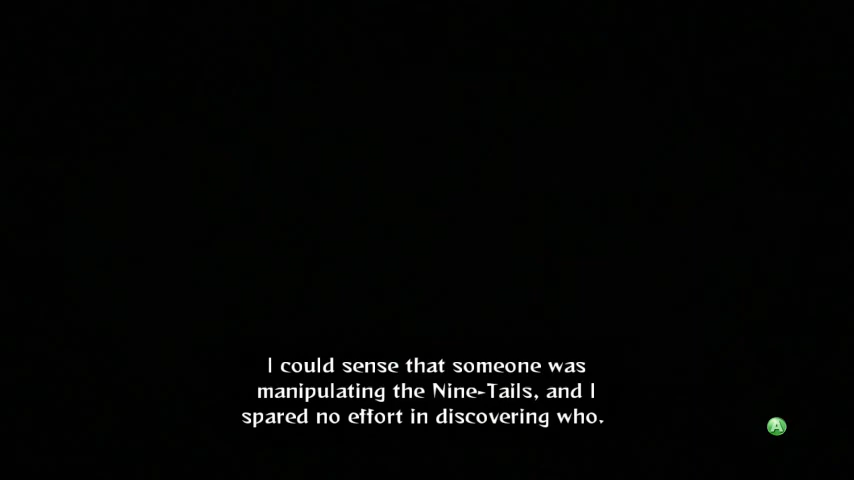 I could sense that someone was
manipulating the Nine-Tails, and I
spared no effort in discovering who.
A